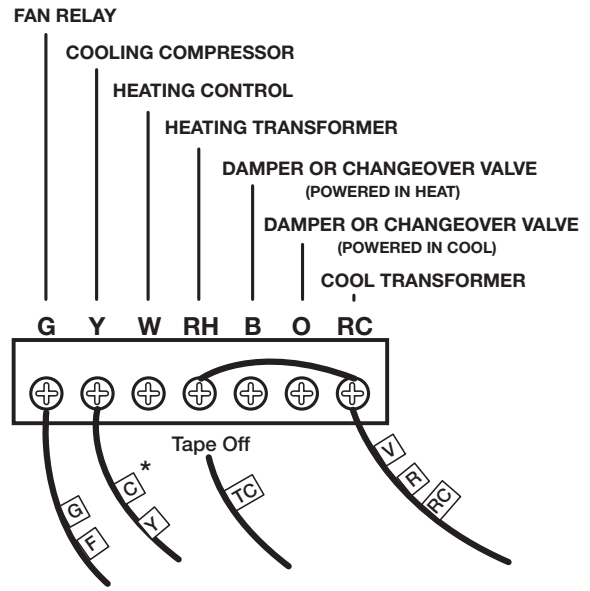 FAN RELAY
COOLING COMPRESSOR
HEATING CONTROL
HEATING TRANSFORMER
DAMPER OR CHANGEOVER VALVE
(POWERED IN HEAT)
DAMPER OR CHANGEOVER VALVE
(POWERED IN COOL)
COOL TRANSFORMER
G Y W RH B O RC
Tape Off
*
G
F
C
Y
TC
V
R
RC